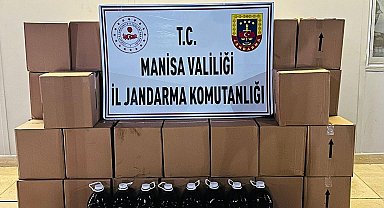 T.C.
MANİSA VALİLİĞİ
İL JANDARMA KOMUTANLIĞI